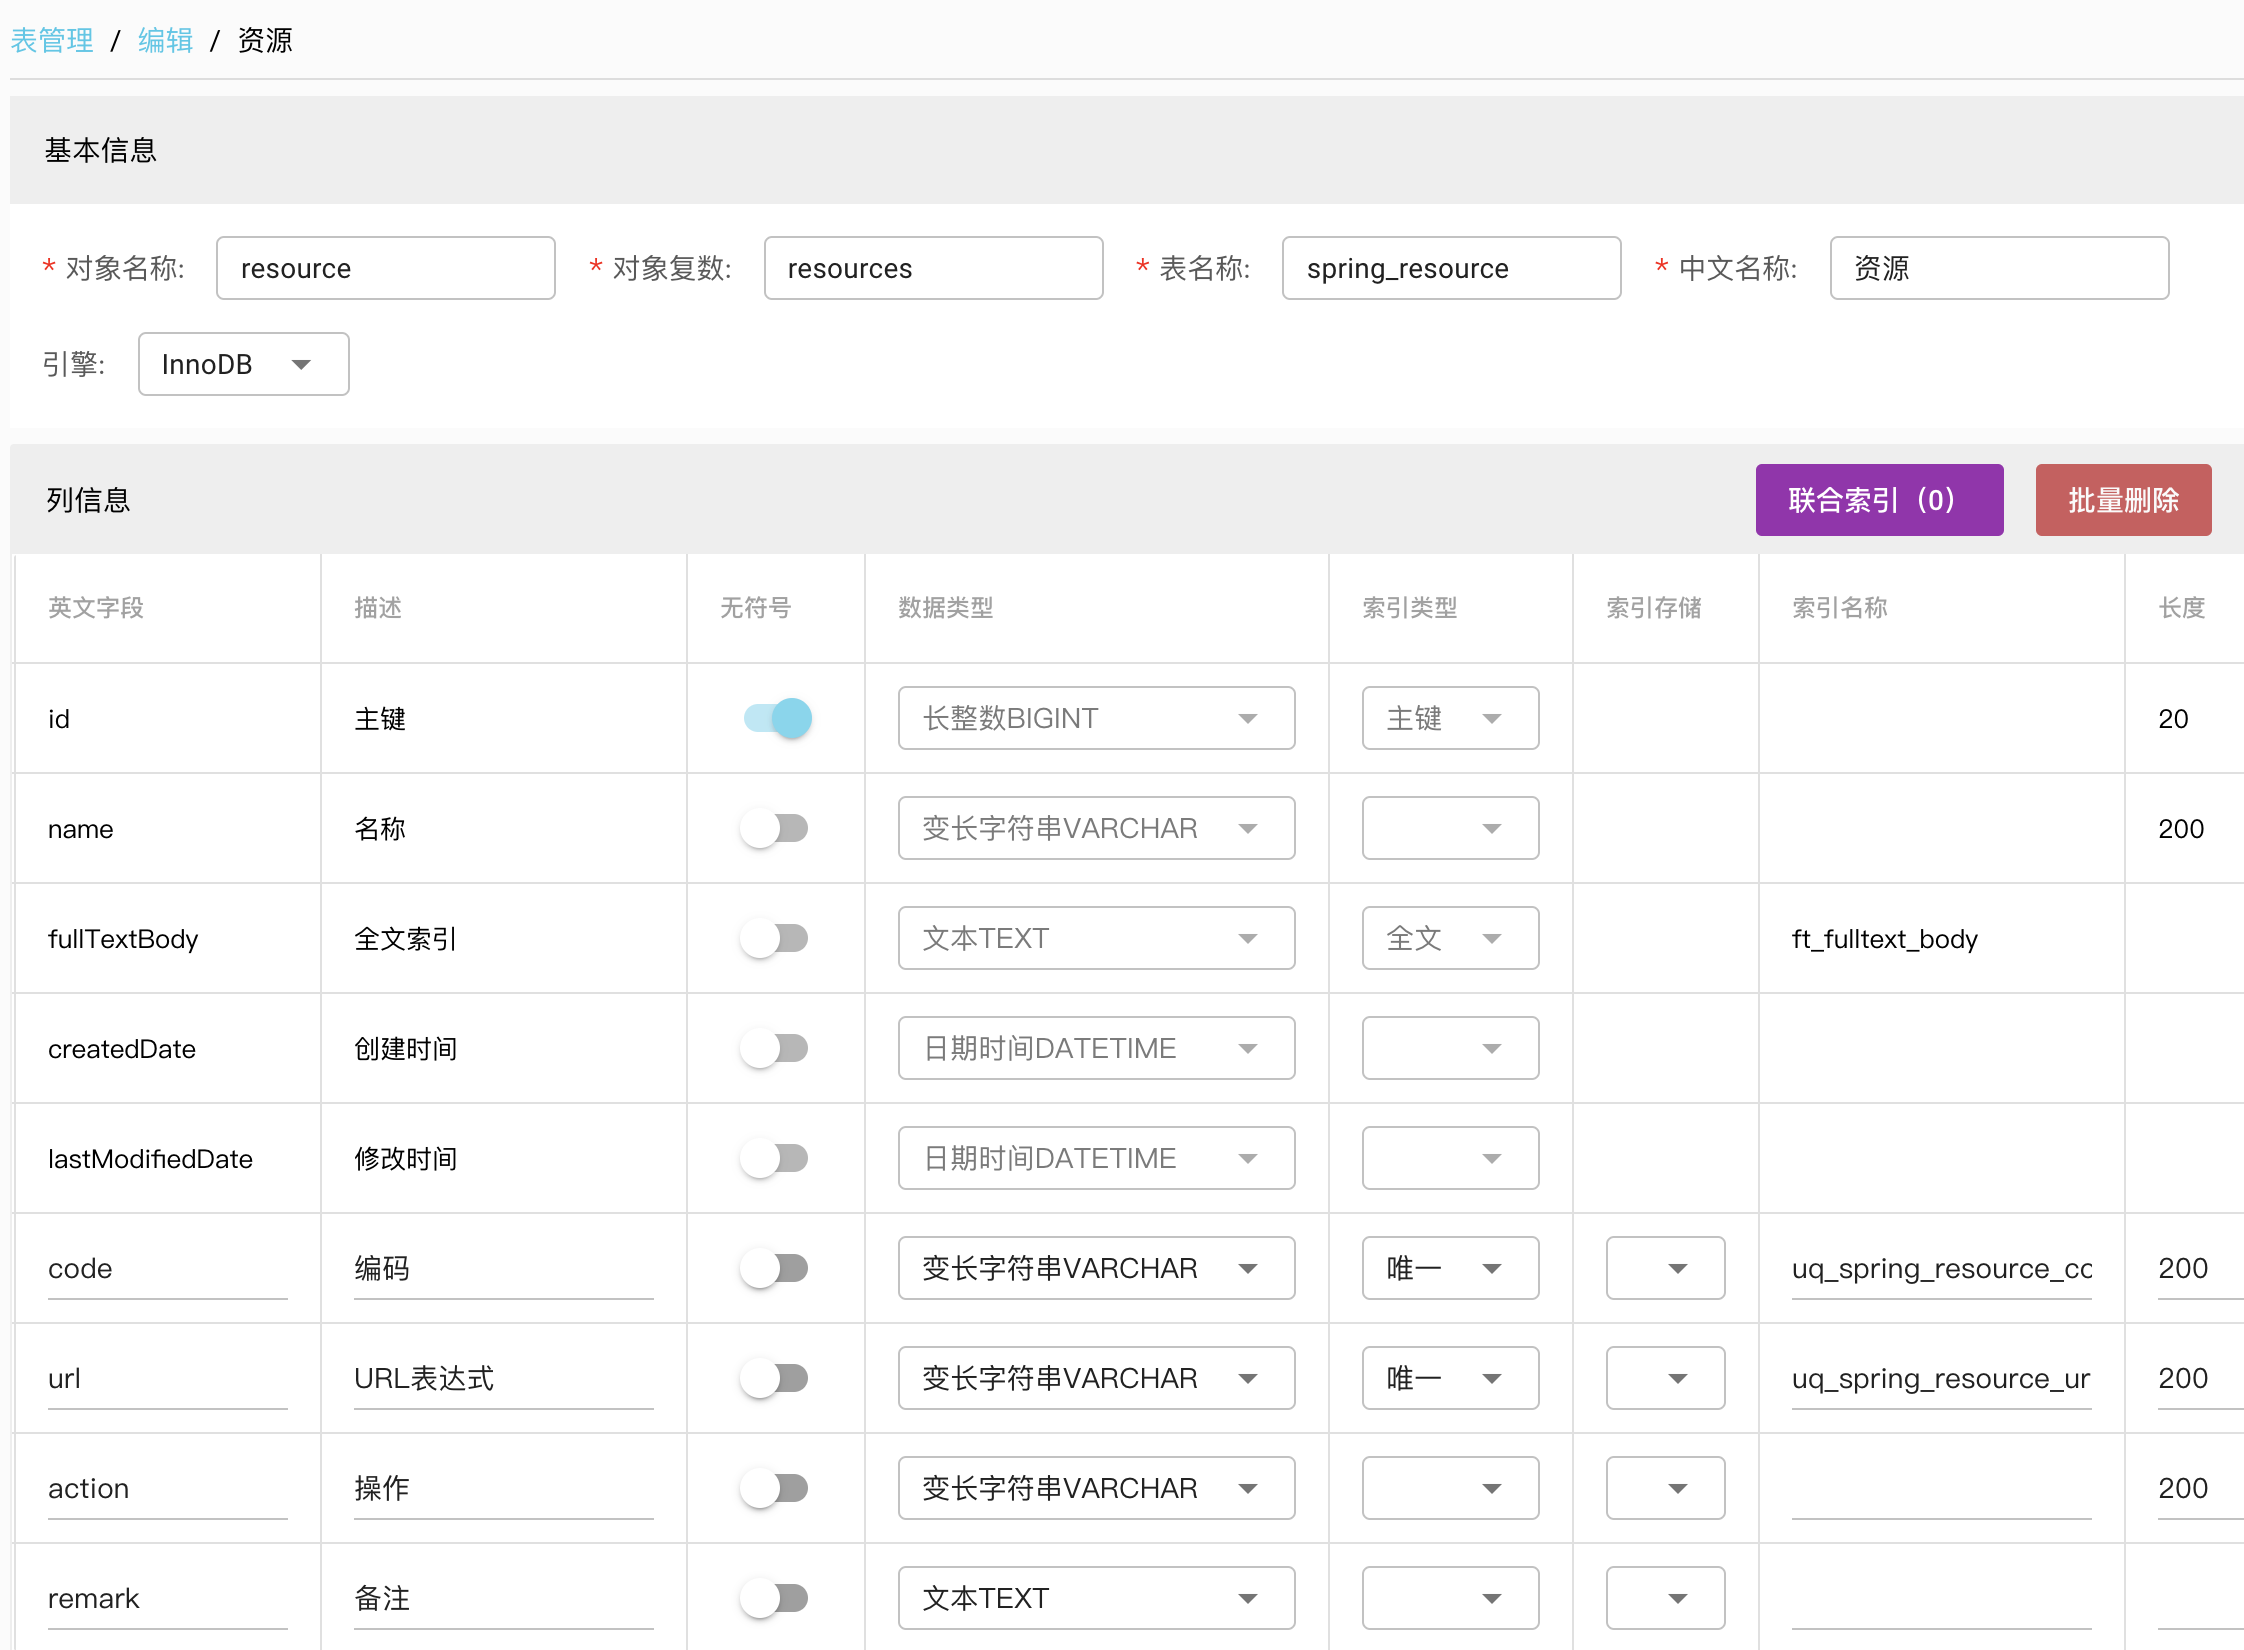 表管理 / 编辑 / 资源
基本信息
* 对象名称: resource * 对象复数: resources * 表名称: spring_resource * 中文名称: 资源
引擎: InnoDB
列信息 联合索引（0） 批量删除
英文字段 描述 无符号 数据类型 索引类型 索引存储 索引名称 长度
id 主键 长整数BIGINT 主键 20
name 名称 变长字符串VARCHAR 200
fullTextBody 全文索引 文本TEXT 全文 ft_fulltext_body
createdDate 创建时间 日期时间DATETIME
lastModifiedDate 修改时间 日期时间DATETIME
code 编码 变长字符串VARCHAR 唯一 uq_spring_resource_co 200
url URL表达式 变长字符串VARCHAR 唯一 uq_spring_resource_ur 200
action 操作 变长字符串VARCHAR 200
remark 备注 文本TEXT